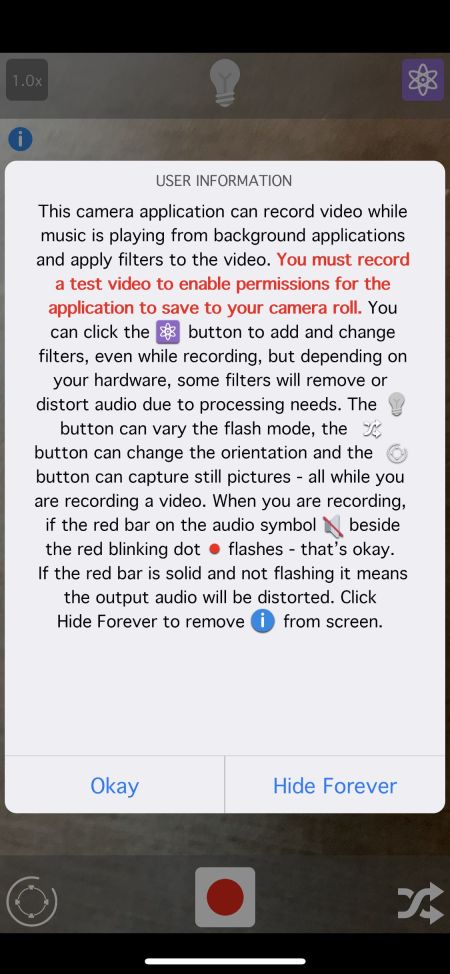 1.0x
i
USER INFORMATION
This camera application can record video while
music is playing from background applications
and apply filters to the video. You must record
a test video to enable permissions for the
application to save to your camera roll. You
can click the button to add and change
filters, even while recording, but depending on
your hardware, some filters will remove or
distort audio due to processing needs. The
button can vary the flash mode, the
button can change the orientation and the
button can capture still pictures - all while you
are recording a video. When you are recording,
if the red bar on the audio symbol beside
the red blinking dot flashes - that's okay.
If the red bar is solid and not flashing it means
the output audio will be distorted. Click
Hide Forever to remove i from screen.
Okay
Hide Forever